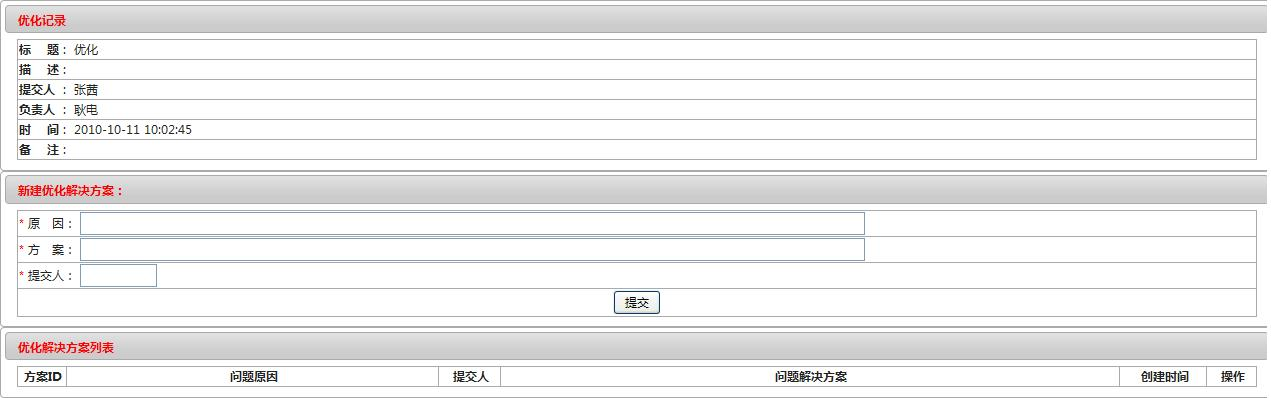 优化记录
标 题： 优化
描 述：
提交人 ： 张茜
负责人 ： 耿电
时 间： 2010-10-11 10:02:45
备 注：
新建优化解决方案：
* 原 因：
* 方 案：
* 提交人：
提交
优化解决方案列表
方案ID 问题原因 提交人 问题解决方案 创建时间 操作